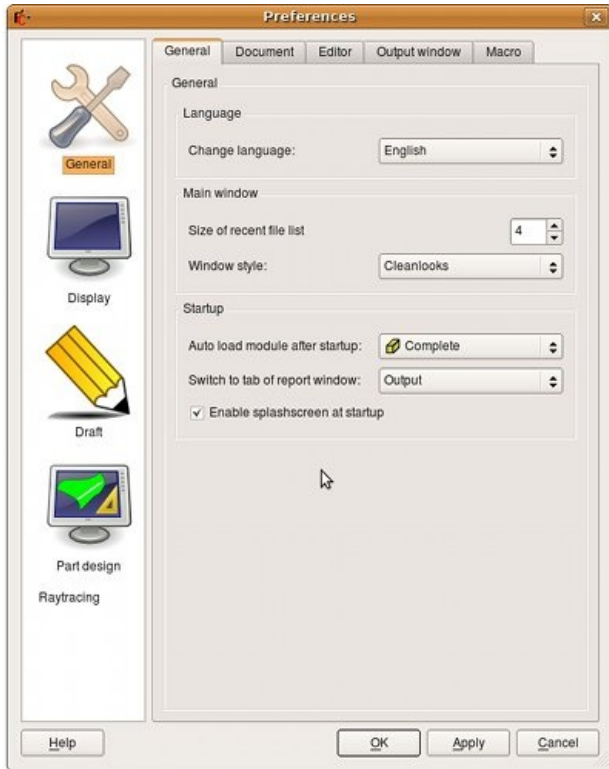 Preferences
General
Display
Draft
Part design
Raytracing
General Document Editor Output window Macro
General
Language
Change language: English
Main window
Size of recent file list 4
Window style: Cleanlooks
Startup
Auto load module after startup: Complete
Switch to tab of report window: Output
Enable splashscreen at startup
Help OK Apply Cancel